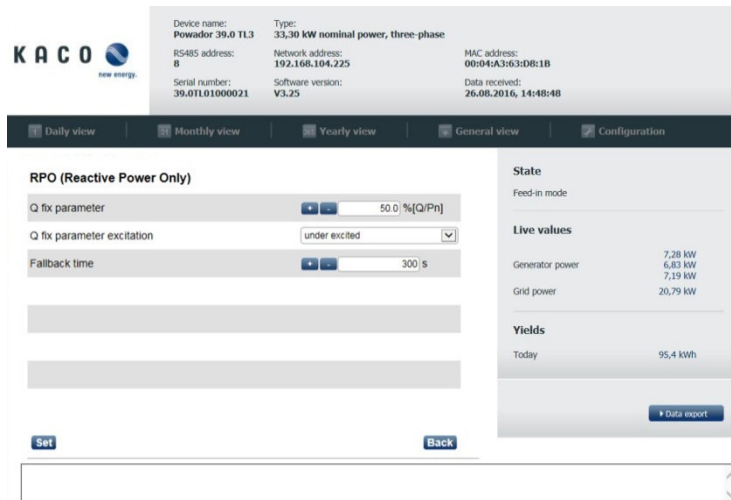 KACO
new energy.
Device name:
Powador 39.0 TL3
Type:
33,30 kW nominal power, three-phase
RS485 address:
8
Network address:
192.168.104.225
MAC address:
00:04:A3:63:D8:1B
Serial number:
39.0TL01000021
Software version:
V3.25
Data received:
26.08.2016, 14:48:48
Daily view
Monthly view
Yearly view
General view
Configuration
RPO (Reactive Power Only)
Q fix parameter + - 50.0 %[Q/Pn]
Q fix parameter excitation under excited
Fallback time + - 300 s
Set
Back
State
Feed-in mode
Live values
Generator power
7,28 kW
6,83 kW
7,19 kW
Grid power 20,79 kW
Yields
Today 95,4 kWh
Data export